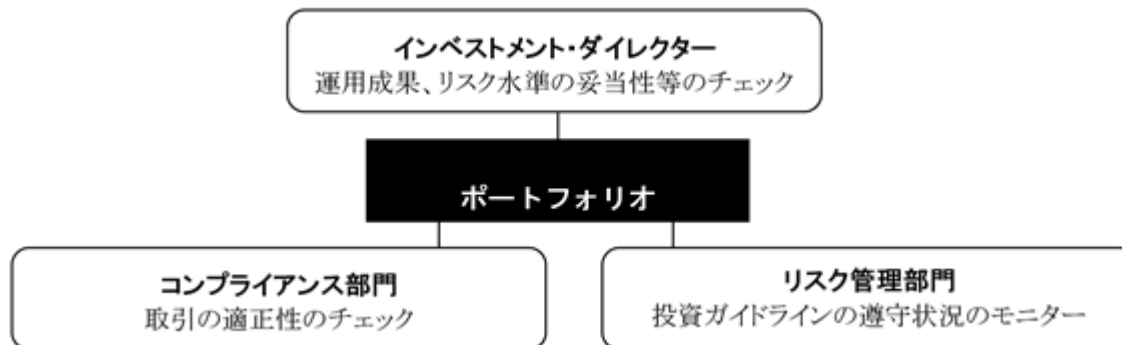 インベストメント・ダイレクター
運用成果、リスク水準の妥当性等のチェック
ポートフォリオ
コンプライアンス部門
取引の適正性のチェック
リスク管理部門
投資ガイドラインの遵守状況のモニター